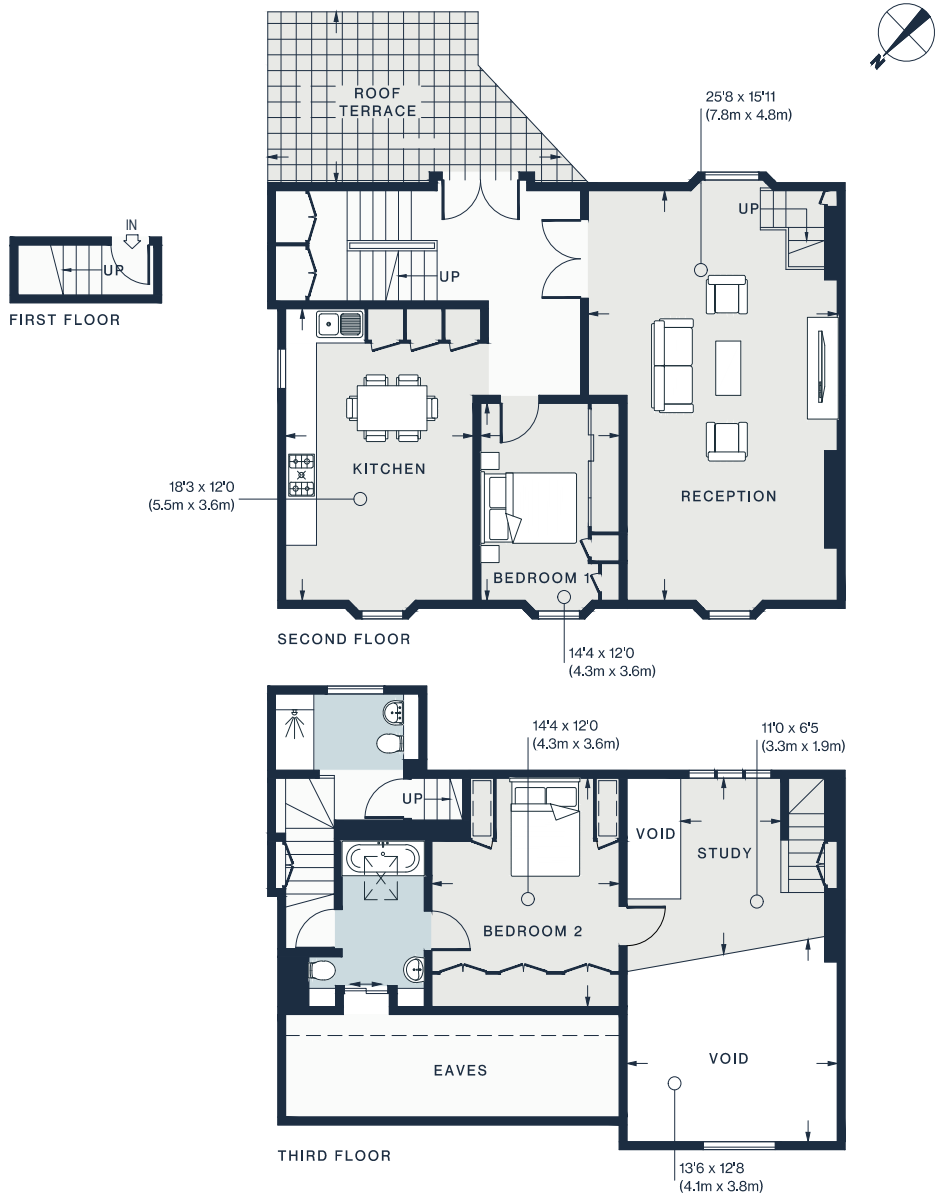 N
ROOF
TERRACE
25'8 x 15'11
(7.8m x 4.8m)
UP
IN
UP
FIRST FLOOR
UP
KITCHEN
18'3 x 12'0
(5.5m x 3.6m)
RECEPTION
BEDROOM 1
SECOND FLOOR
14'4 x 12'0
(4.3m x 3.6m)
14'4 x 12'0
(4.3m x 3.6m)
11'0 x 6'5
(3.3m x 1.9m)
UP
VOID
STUDY
BEDROOM 2
VOID
EAVES
THIRD FLOOR
13'6 x 12'8
(4.1m x 3.8m)